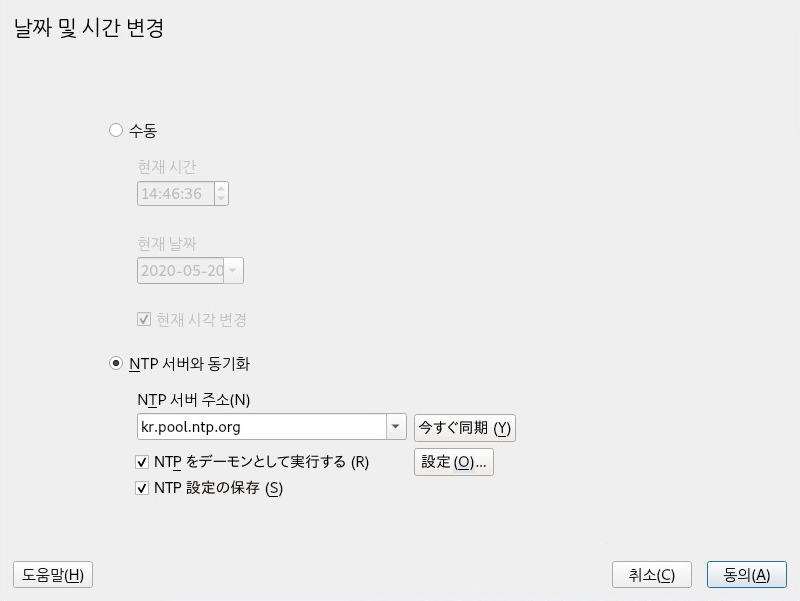 날짜 및 시간 변경
수동
현재 시간
14:46:36
현재 날짜
2020-05-20
현재 시각 변경
NTP 서버와 동기화
NTP 서버 주소(N)
kr.pool.ntp.org
今すぐ同期 (Y)
NTP をデーモンとして実行する (R)
設定 (O)...
NTP 設定の保存 (S)
도움말(H)
취소(C)
동의(A)